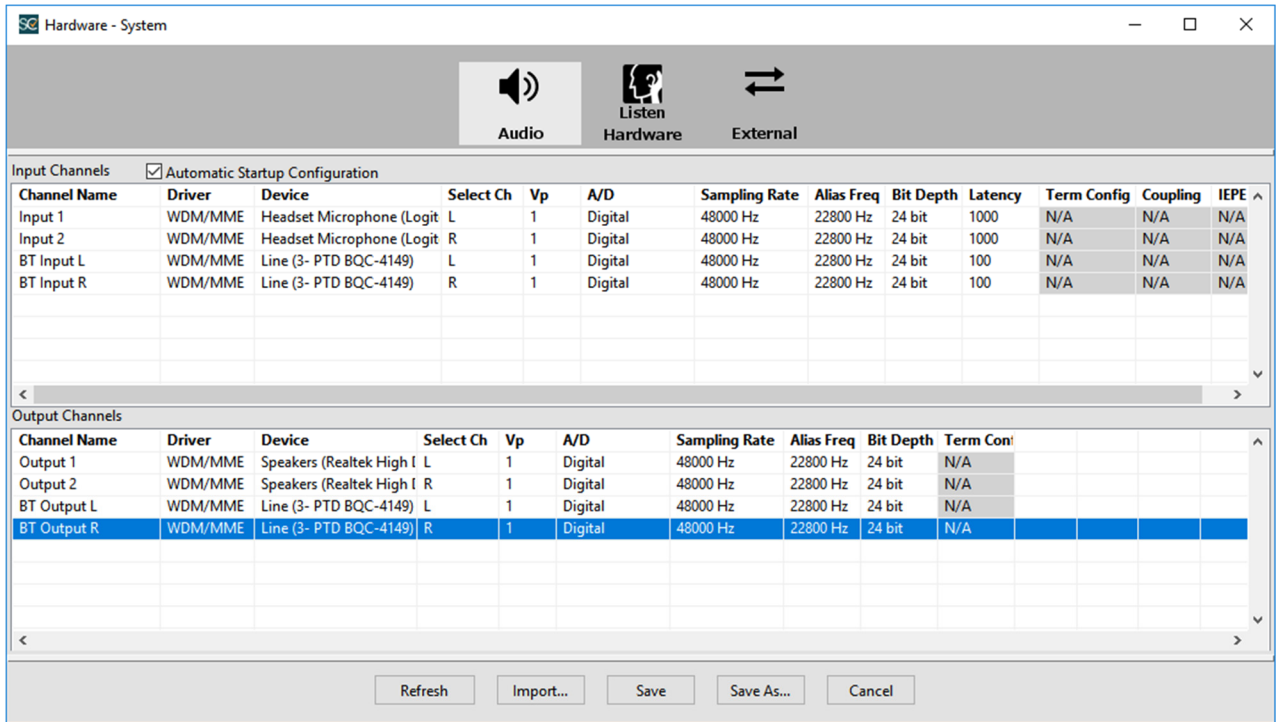 SC Hardware - System
Audio
Listen
Hardware
External
Input Channels Automatic Startup Configuration
Channel Name Driver Device Select Ch Vp A/D Sampling Rate Alias Freq Bit Depth Latency Term Config Coupling IEPE
Input 1 WDM/MME Headset Microphone (Logit L 1 Digital 48000 Hz 22800 Hz 24 bit 1000 N/A N/A N/A
Input 2 WDM/MME Headset Microphone (Logit R 1 Digital 48000 Hz 22800 Hz 24 bit 1000 N/A N/A N/A
BT Input L WDM/MME Line (3- PTD BQC-4149) L 1 Digital 48000 Hz 22800 Hz 24 bit 100 N/A N/A N/A
BT Input R WDM/MME Line (3- PTD BQC-4149) R 1 Digital 48000 Hz 22800 Hz 24 bit 100 N/A N/A N/A
Output Channels
Channel Name Driver Device Select Ch Vp A/D Sampling Rate Alias Freq Bit Depth Term Conf
Output 1 WDM/MME Speakers (Realtek High D L 1 Digital 48000 Hz 22800 Hz 24 bit N/A
Output 2 WDM/MME Speakers (Realtek High D R 1 Digital 48000 Hz 22800 Hz 24 bit N/A
BT Output L WDM/MME Line (3- PTD BQC-4149) L 1 Digital 48000 Hz 22800 Hz 24 bit N/A
BT Output R WDM/MME Line (3- PTD BQC-4149) R 1 Digital 48000 Hz 22800 Hz 24 bit N/A
Refresh Import... Save Save As... Cancel